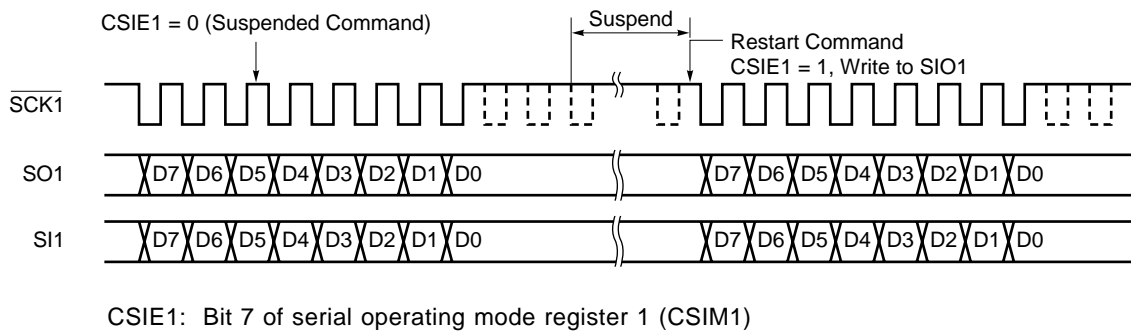 CSIE1 = 0 (Suspended Command)
Suspend
Restart Command
CSIE1 = 1, Write to SIO1
SCK1
SO1 D7 D6 D5 D4 D3 D2 D1 D0 D7 D6 D5 D4 D3 D2 D1 D0
SI1 D7 D6 D5 D4 D3 D2 D1 D0 D7 D6 D5 D4 D3 D2 D1 D0
CSIE1: Bit 7 of serial operating mode register 1 (CSIM1)